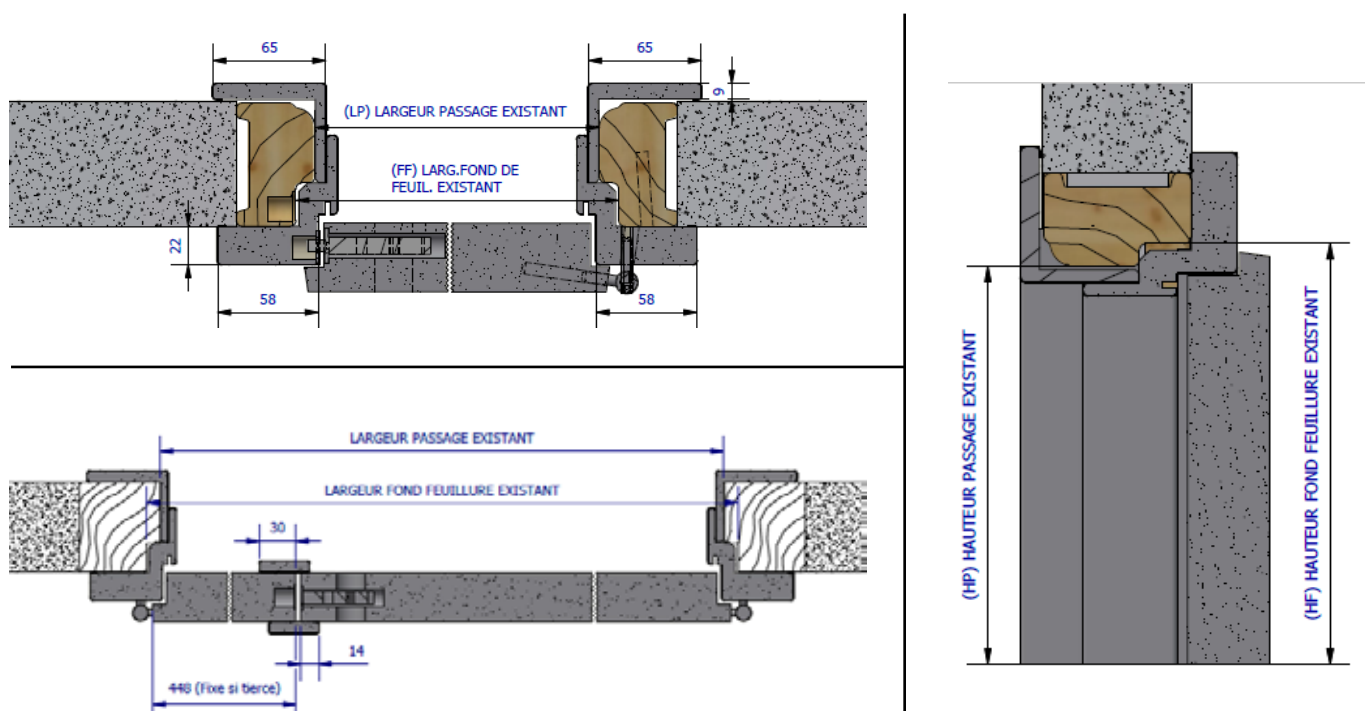 65
65
9
(LP) LARGEUR PASSAGE EXISTANT
(FF) LARG.FOND DE
FEUIL. EXISTANT
22
58
58
LARGEUR PASSAGE EXISTANT
LARGEUR FOND FEUILLURE EXISTANT
30
14
448 (Fixe si tierce)
(HP) HAUTEUR PASSAGE EXISTANT
(HF) HAUTEUR FOND FEUILLURE EXISTANT